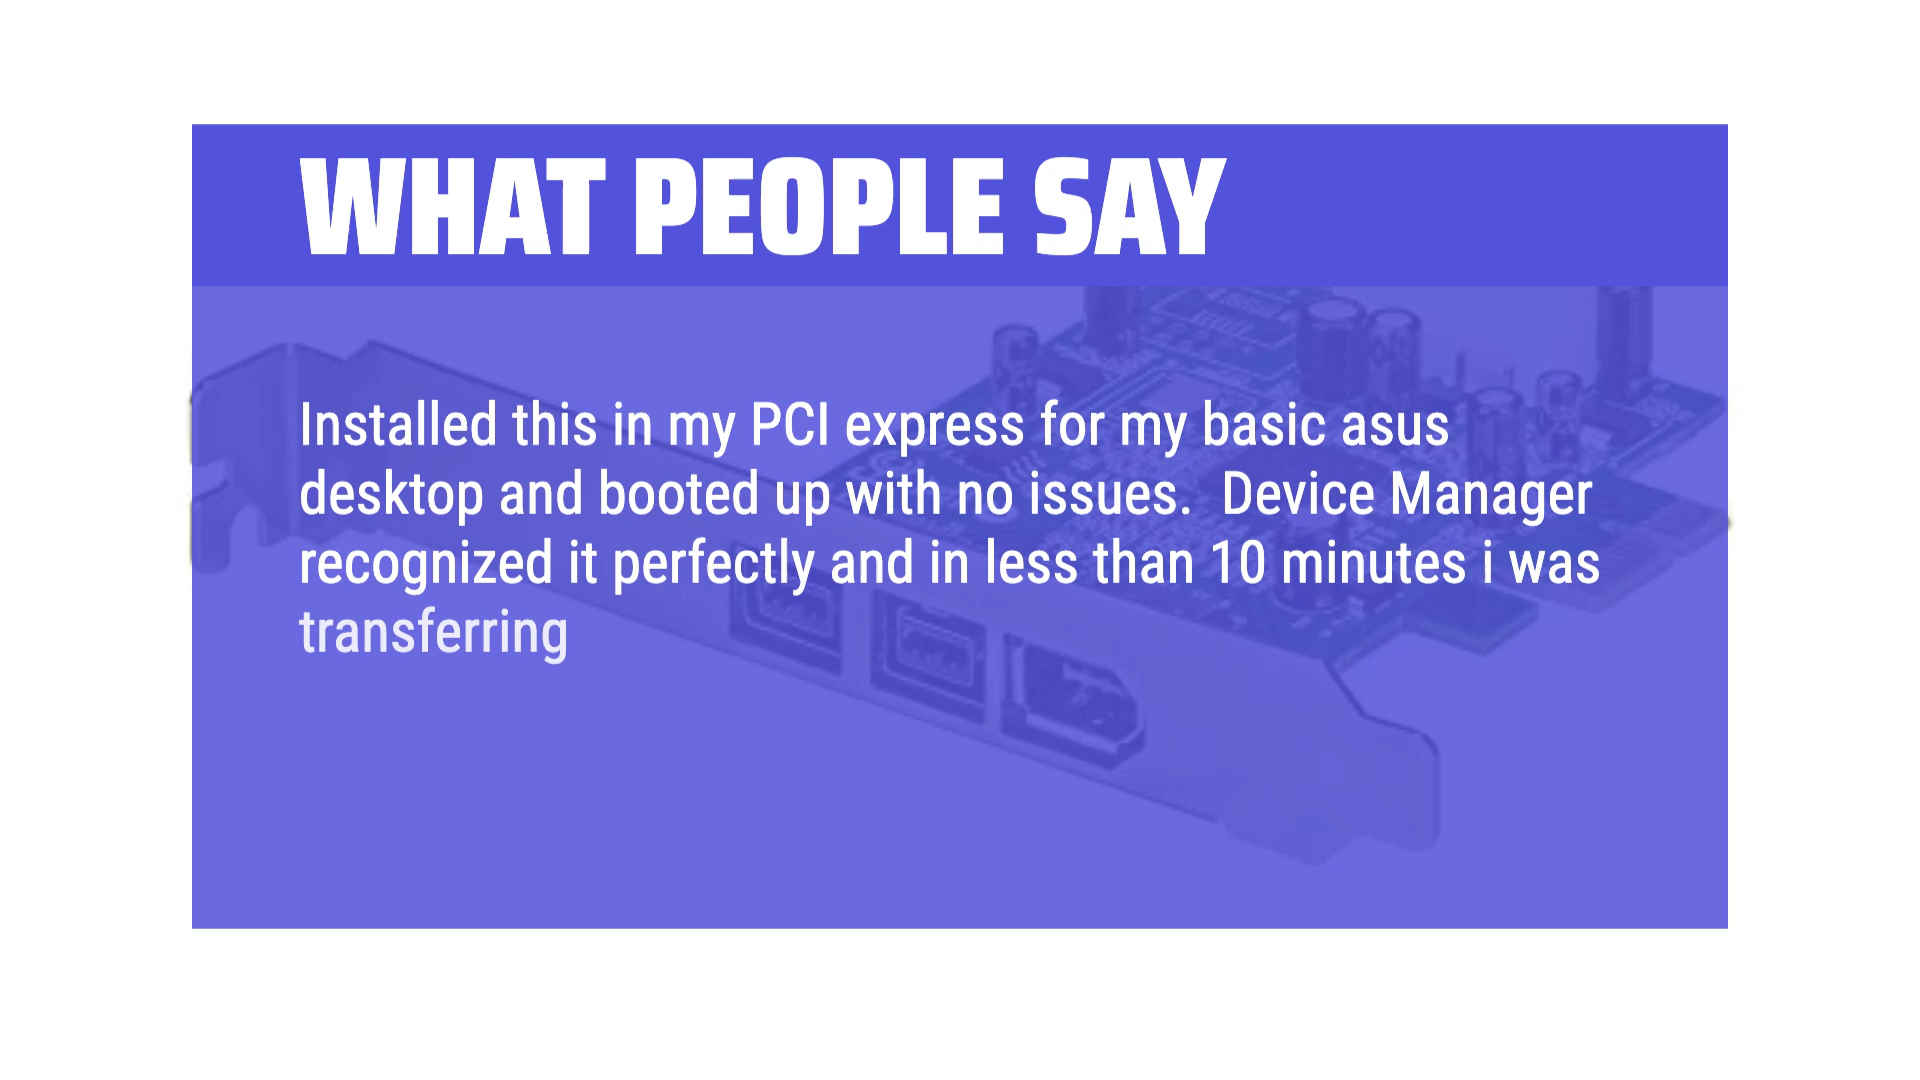 WHAT PEOPLE SAY
Installed this in my PCI express for my basic asus
desktop and booted up with no issues.  Device Manager
recognized it perfectly and in less than 10 minutes i was
transferring